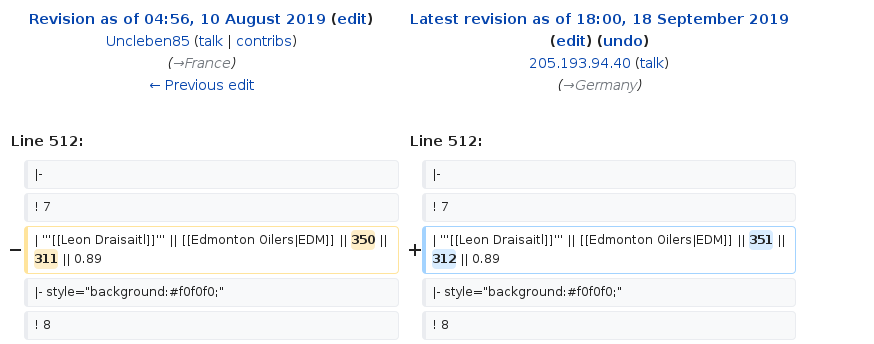 Revision as of 04:56, 10 August 2019 (edit)
Uncleben85 (talk | contribs)
(→France)
← Previous edit
Latest revision as of 18:00, 18 September 2019
(edit) (undo)
205.193.94.40 (talk)
(→Germany)
Line 512:
Line 512:
|-
|-
! 7
! 7
− | '''[[Leon Draisaitl]]''' || [[Edmonton Oilers|EDM]] || 350 ||
311 || 0.89
+ | '''[[Leon Draisaitl]]''' || [[Edmonton Oilers|EDM]] || 351 ||
312 || 0.89
|- style="background:#f0f0f0;"
|- style="background:#f0f0f0;"
! 8
! 8